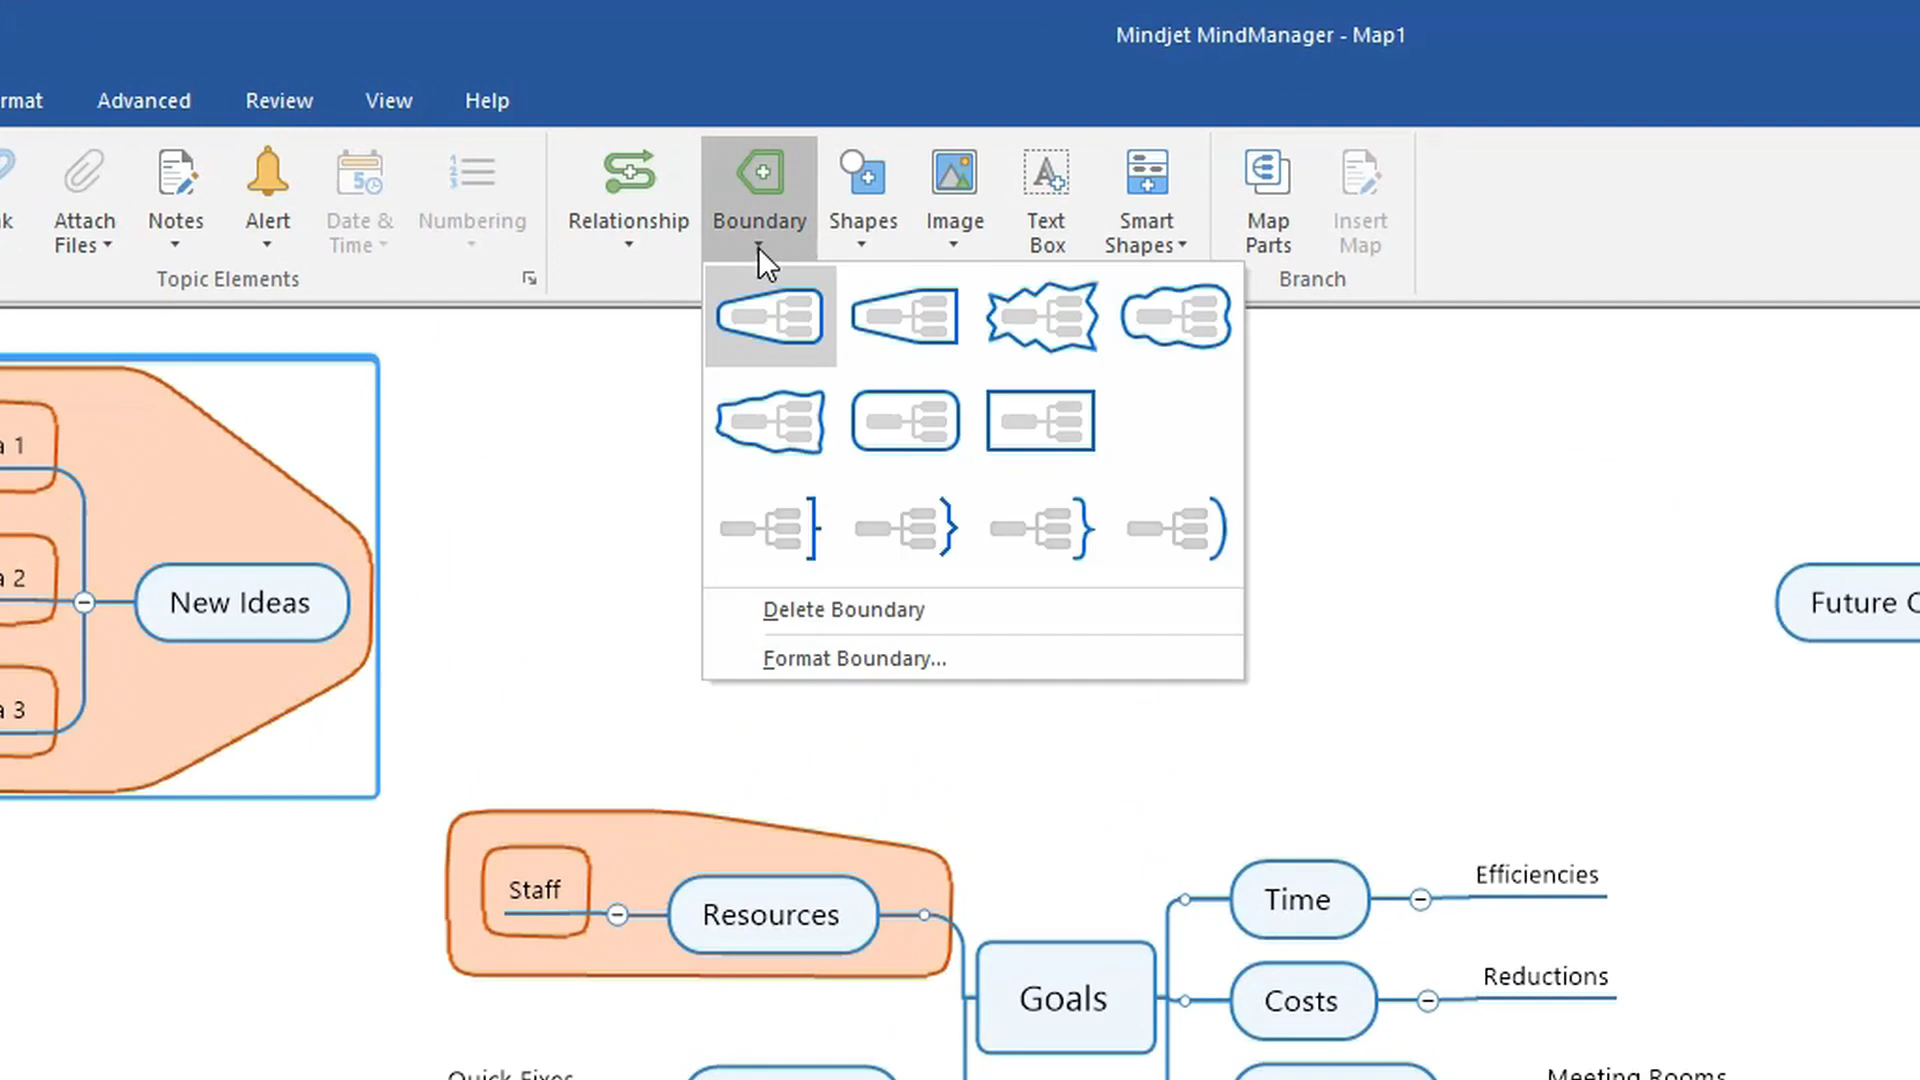 Mindjet MindManager - Map1
rmat Advanced Review View Help
k
Attach Files
Notes
Alert
Date & Time
Numbering
Relationship
Boundary
Shapes
Image
Text Box
Smart Shapes
Map Parts
Insert Map
Topic Elements
Branch
Delete Boundary
Format Boundary...
a 1
a 2
a 3
New Ideas
Future
Staff
Resources
Goals
Time
Efficiencies
Costs
Reductions
Quick Fixes
Meeting Rooms